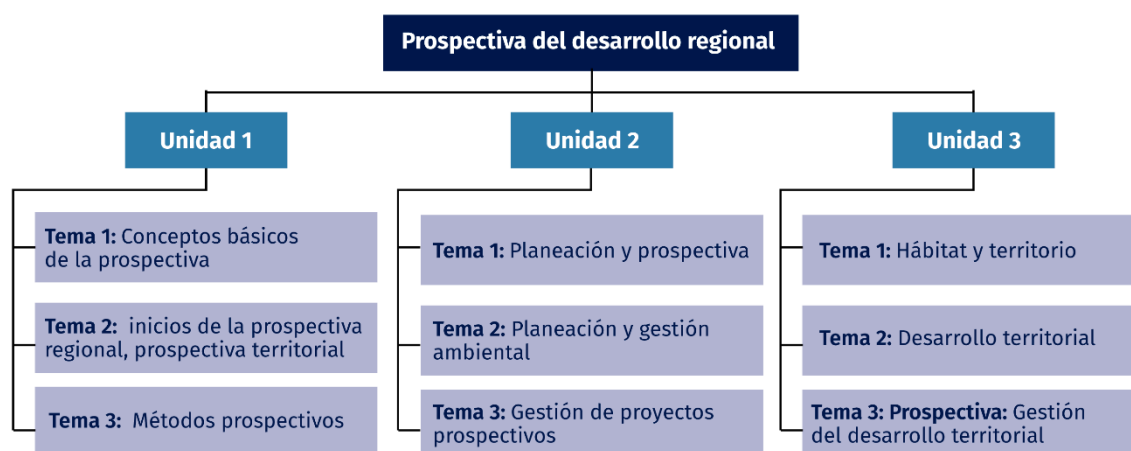 Prospectiva del desarrollo regional
Unidad 1
Tema 1: Conceptos básicos
de la prospectiva
Tema 2: inicios de la prospectiva
regional, prospectiva territorial
Tema 3: Métodos prospectivos
Unidad 2
Tema 1: Planeación y prospectiva
Tema 2: Planeación y gestión
ambiental
Tema 3: Gestión de proyectos
prospectivos
Unidad 3
Tema 1: Hábitat y territorio
Tema 2: Desarrollo territorial
Tema 3: Prospectiva: Gestión
del desarrollo territorial